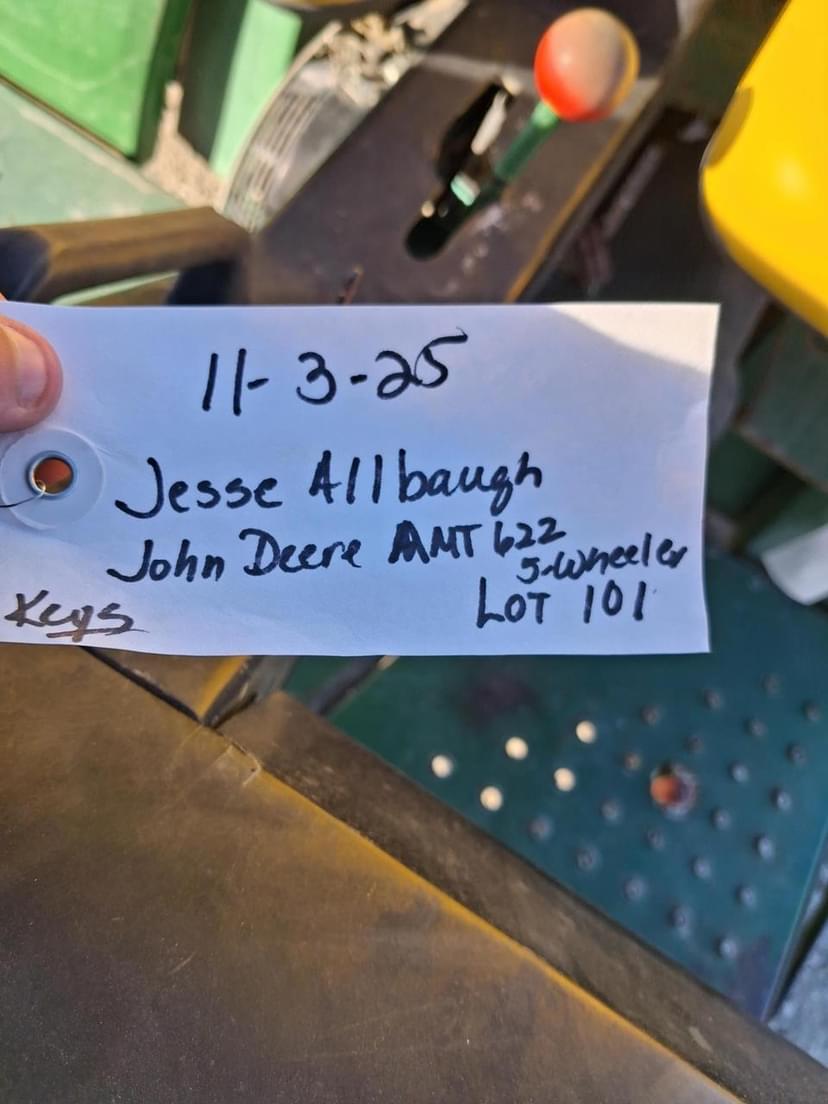 11-3-25
Jesse Allbaugh
John Deere AMT 622
5-wheeler
LOT 101
Keys